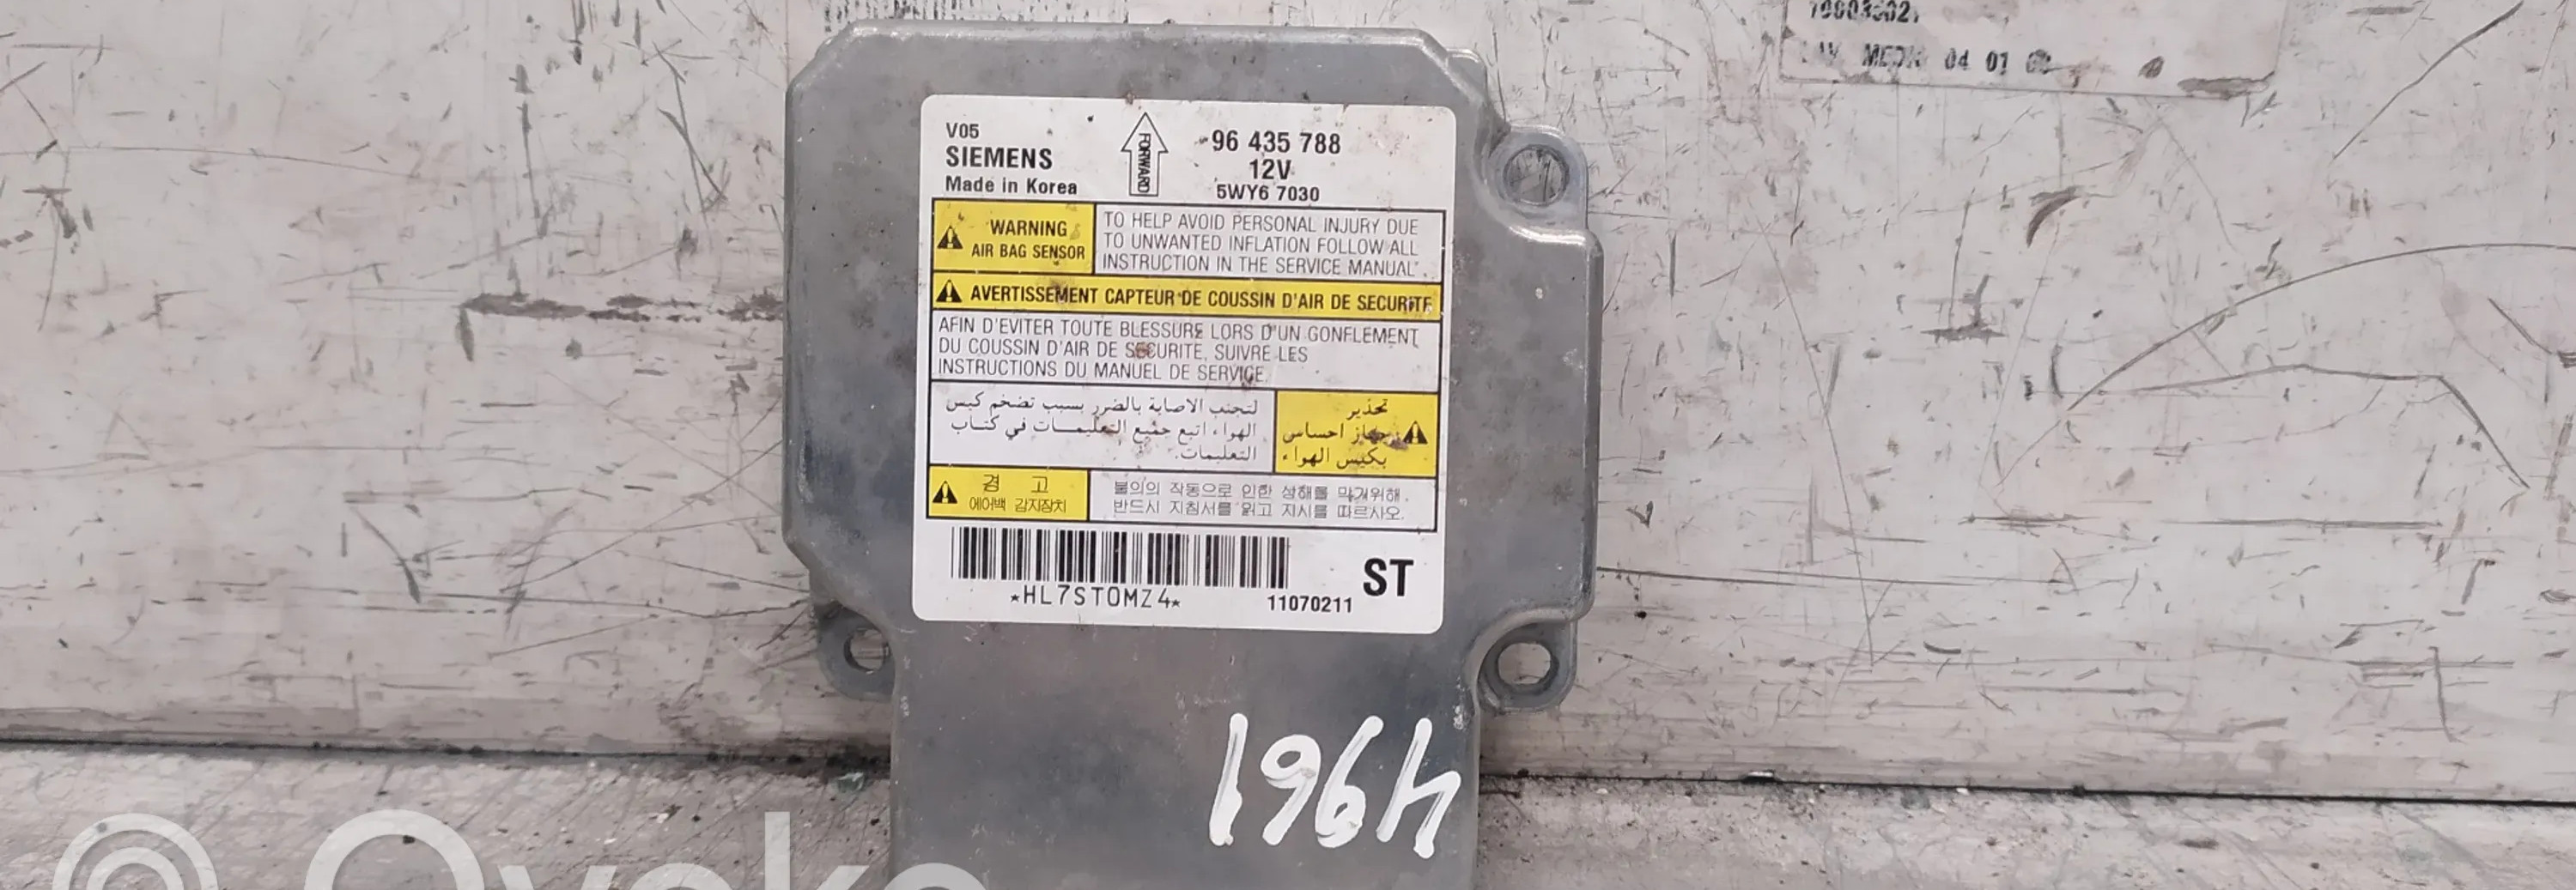 V05
SIEMENS
Made in Korea
FORWARD
96 435 788
12V
5WY6 7030
WARNING
AIR BAG SENSOR
TO HELP AVOID PERSONAL INJURY DUE
TO UNWANTED INFLATION FOLLOW ALL
INSTRUCTION IN THE SERVICE MANUAL
AVERTISSEMENT CAPTEUR DE COUSSIN D'AIR DE SECURITE
AFIN D'EVITER TOUTE BLESSURE LORS D'UN GONFLEMENT
DU COUSSIN D'AIR DE SECURITE, SUIVRE LES
INSTRUCTIONS DU MANUEL DE SERVICE.
تحذير
جهاز احساس
بكيس الهواء
لتجنب الاصابة بالضرر بسبب تضخم كيس
الهواء اتبع جميع التعليمــات في كتــاب
التعليمات.
경 고
에어백 감지장치
불의의 작동으로 인한 상해를 막기위해
반드시 지침서를 읽고 지시를 따르시오.
*HL7STOMZ4*
11070211
ST
04 01